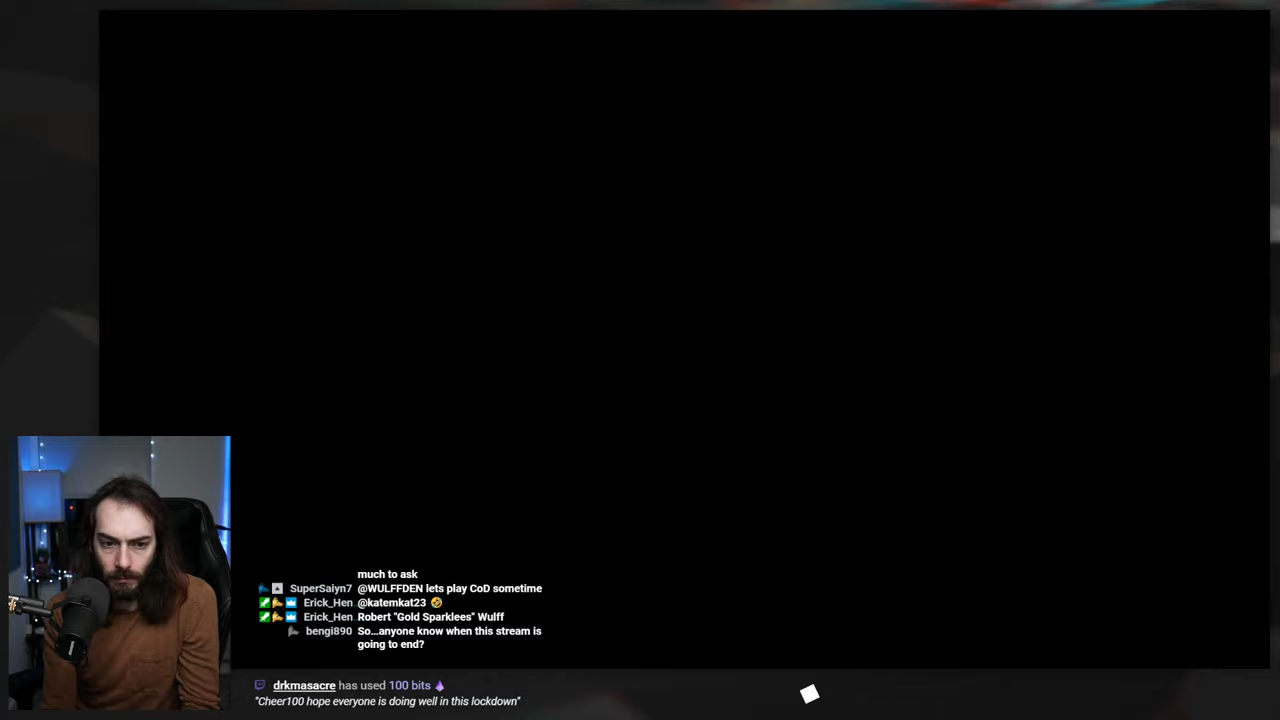 much to ask
SuperSaiyn7 @WULFFDEN lets play CoD sometime
Erick_Hen @katemkat23 🤣
Erick_Hen Robert "Gold Sparklees" Wulff
bengi890 So...anyone know when this stream is
going to end?
drkmasacre has used 100 bits
"Cheer100 hope everyone is doing well in this lockdown"